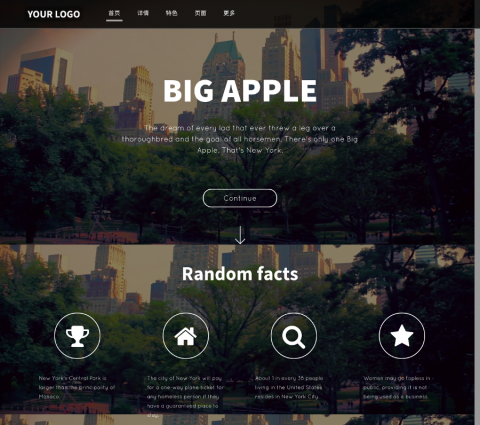 YOUR LOGO
首页 详情 特色 页面 更多
BIG APPLE
The dream of every lad that ever threw a leg over a
thoroughbred and the goal of all horsemen. There's only one Big
Apple. That's New York.
Continue
Random facts
New York's Central Park is
larger than the principality of
Monaco.
The city of New York will pay
for a one-way plane ticket for
any homeless person if they
have a guaranteed place to
stay.
About 1 in every 38 people
living in the United States
resides in New York City.
Women may go topless in
public, providing it is not
being used as a business.